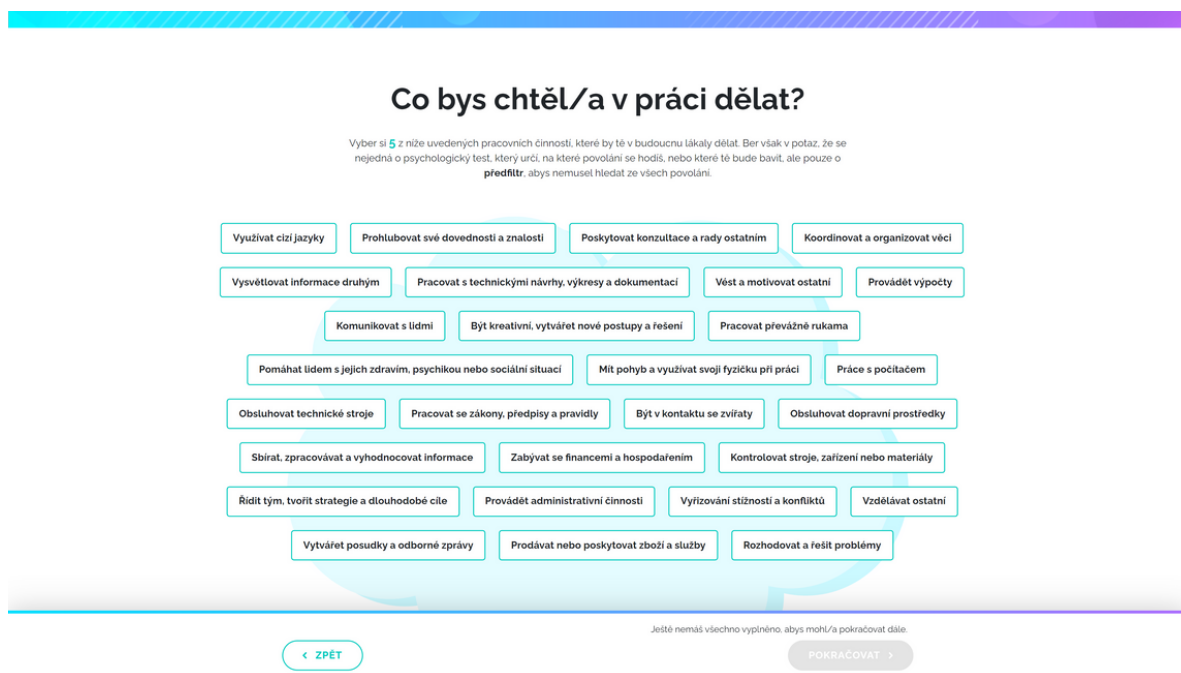 Co bys chtěl/a v práci dělat?
Vyber si 5 z níže uvedených pracovních činností, které by tě v budoucnu lákaly dělat. Ber však v potaz, že se
nejedná o psychologický test, který určí, na které povolání se hodíš, nebo které tě bude bavit, ale pouze o
předfiltr, abys nemusel hledat ze všech povolání.
Využívat cizí jazyky Prohlubovat své dovednosti a znalosti Poskytovat konzultace a rady ostatním Koordinovat a organizovat věci
Vysvětlovat informace druhým Pracovat s technickými návrhy, výkresy a dokumentací Vést a motivovat ostatní Provádět výpočty
Komunikovat s lidmi Být kreativní, vytvářet nové postupy a řešení Pracovat převážně rukama
Pomáhat lidem s jejich zdravím, psychikou nebo sociální situací Mít pohyb a využívat svoji fyzičku při práci Práce s počítačem
Obsluhovat technické stroje Pracovat se zákony, předpisy a pravidly Být v kontaktu se zvířaty Obsluhovat dopravní prostředky
Sbírat, zpracovávat a vyhodnocovat informace Zabývat se financemi a hospodařením Kontrolovat stroje, zařízení nebo materiály
Řídit tým, tvořit strategie a dlouhodobé cíle Provádět administrativní činnosti Vyřizování stížností a konfliktů Vzdělávat ostatní
Vytvářet posudky a odborné zprávy Prodávat nebo poskytovat zboží a služby Rozhodovat a řešit problémy
Ještě nemáš všechno vyplněno, abys mohl/a pokračovat dále.
ZPĚT POKRAČOVAT